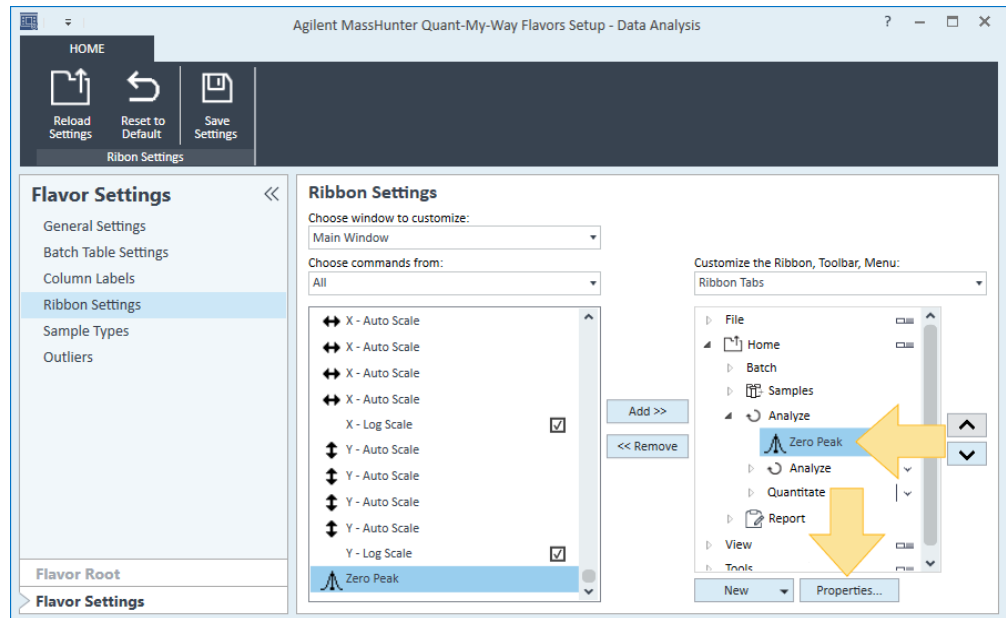 Agilent MassHunter Quant-My-Way Flavors Setup - Data Analysis
HOME
Reload Settings
Reset to Default
Save Settings
Ribon Settings
Flavor Settings
General Settings
Batch Table Settings
Column Labels
Ribbon Settings
Sample Types
Outliers
Flavor Root
Flavor Settings
Ribbon Settings
Choose window to customize:
Main Window
Choose commands from:
All
X - Auto Scale
X - Auto Scale
X - Auto Scale
X - Auto Scale
X - Log Scale
Y - Auto Scale
Y - Auto Scale
Y - Auto Scale
Y - Auto Scale
Y - Log Scale
Zero Peak
Add >>
<< Remove
Customize the Ribbon, Toolbar, Menu:
Ribbon Tabs
File
Home
Batch
Samples
Analyze
Zero Peak
Analyze
Quantitate
Report
View
Tools
New
Properties...